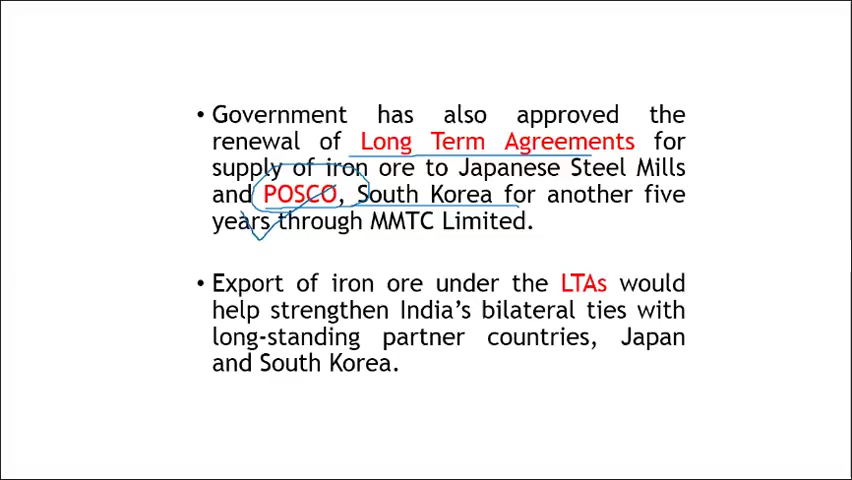 • Government has also approved the
renewal of Long Term Agreements for
supply of iron ore to Japanese Steel Mills
and POSCO, South Korea for another five
years through MMTC Limited.
• Export of iron ore under the LTAs would
help strengthen India's bilateral ties with
long-standing partner countries, Japan
and South Korea.